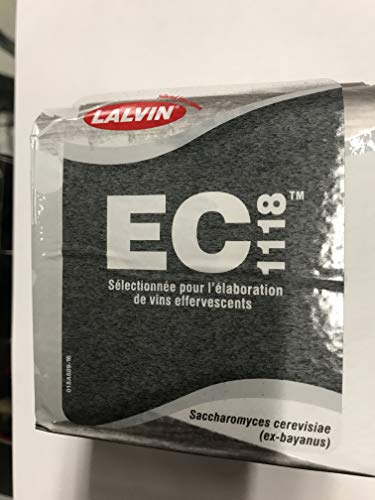 LALVIN®
EC
1118™
Sélectionnée pour l'élaboration
de vins effervescents
Saccharomyces cerevisiae
(ex-bayanus)